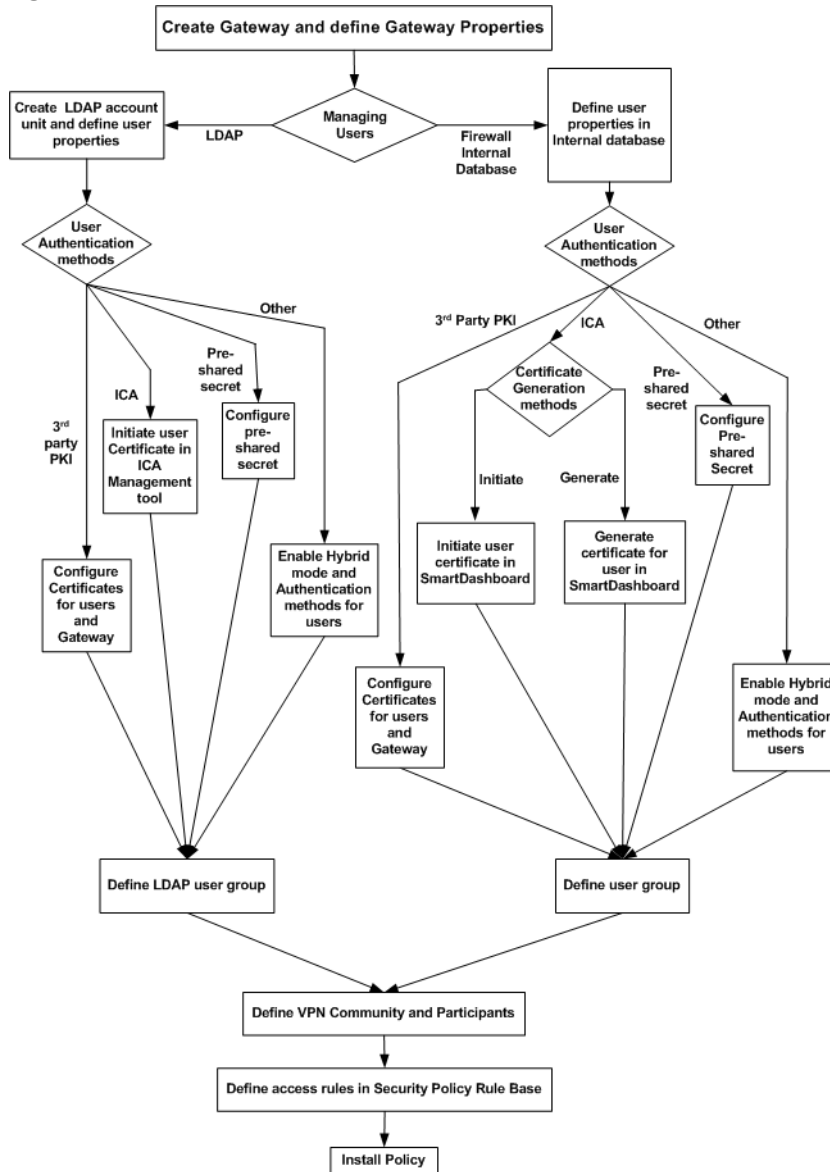 Create Gateway and define Gateway Properties
Create LDAP account
unit and define user
properties
LDAP
Managing
Users
Firewall
Internal
Database
Define user
properties in
Internal database
User
Authentication
methods
3rd
party
PKI
ICA
Pre-
shared
secret
Other
Initiate user
Certificate in
ICA
Management
tool
Configure
pre-
shared
secret
Configure
Certificates
for users
and
Gateway
Enable Hybrid
mode and
Authentication
methods for
users
User
Authentication
methods
3rd Party PKI
ICA
Pre-
shared
secret
Other
Certificate
Generation
methods
Initiate
Generate
Configure
Pre-
shared
Secret
Initiate user
certificate in
SmartDashboard
Generate
certificate for
user in
SmartDashboard
Configure
Certificates
for users
and
Gateway
Enable Hybrid
mode and
Authentication
methods for
users
Define LDAP user group
Define user group
Define VPN Community and Participants
Define access rules in Security Policy Rule Base
Install Policy